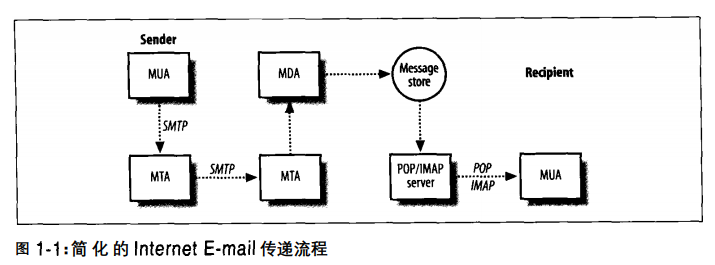 Sender
MUA
SMTP
MTA
SMTP
MTA
MDA
Message
store
POP/IMAP
server
POP
IMAP
Recipient
MUA
图 1-1:简化的 Internet E-mail 传递流程